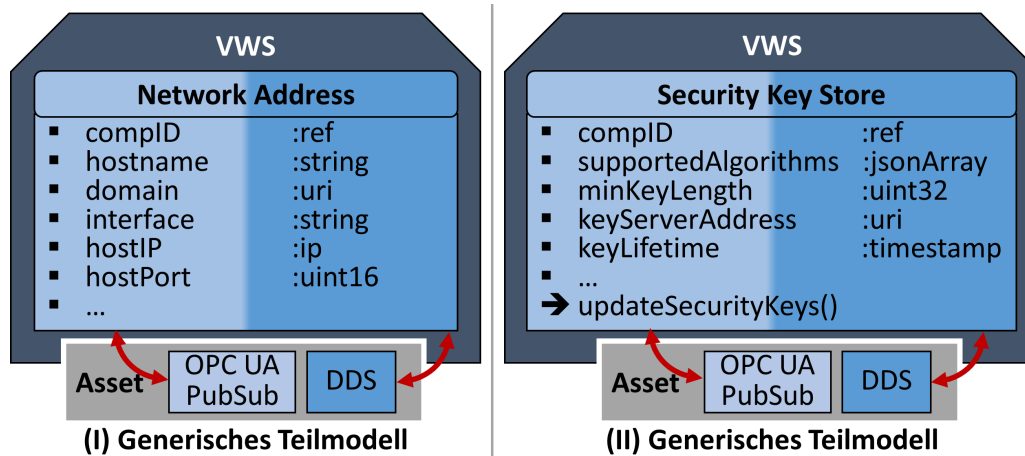 VWS
Network Address
▪ compID :ref
▪ hostname :string
▪ domain :uri
▪ interface :string
▪ hostIP :ip
▪ hostPort :uint16
▪ ...
Asset
OPC UA
PubSub
DDS
(I) Generisches Teilmodell
VWS
Security Key Store
▪ compID :ref
▪ supportedAlgorithms :jsonArray
▪ minKeyLength :uint32
▪ keyServerAddress :uri
▪ keyLifetime :timestamp
▪ ...
➔ updateSecurityKeys()
Asset
OPC UA
PubSub
DDS
(II) Generisches Teilmodell